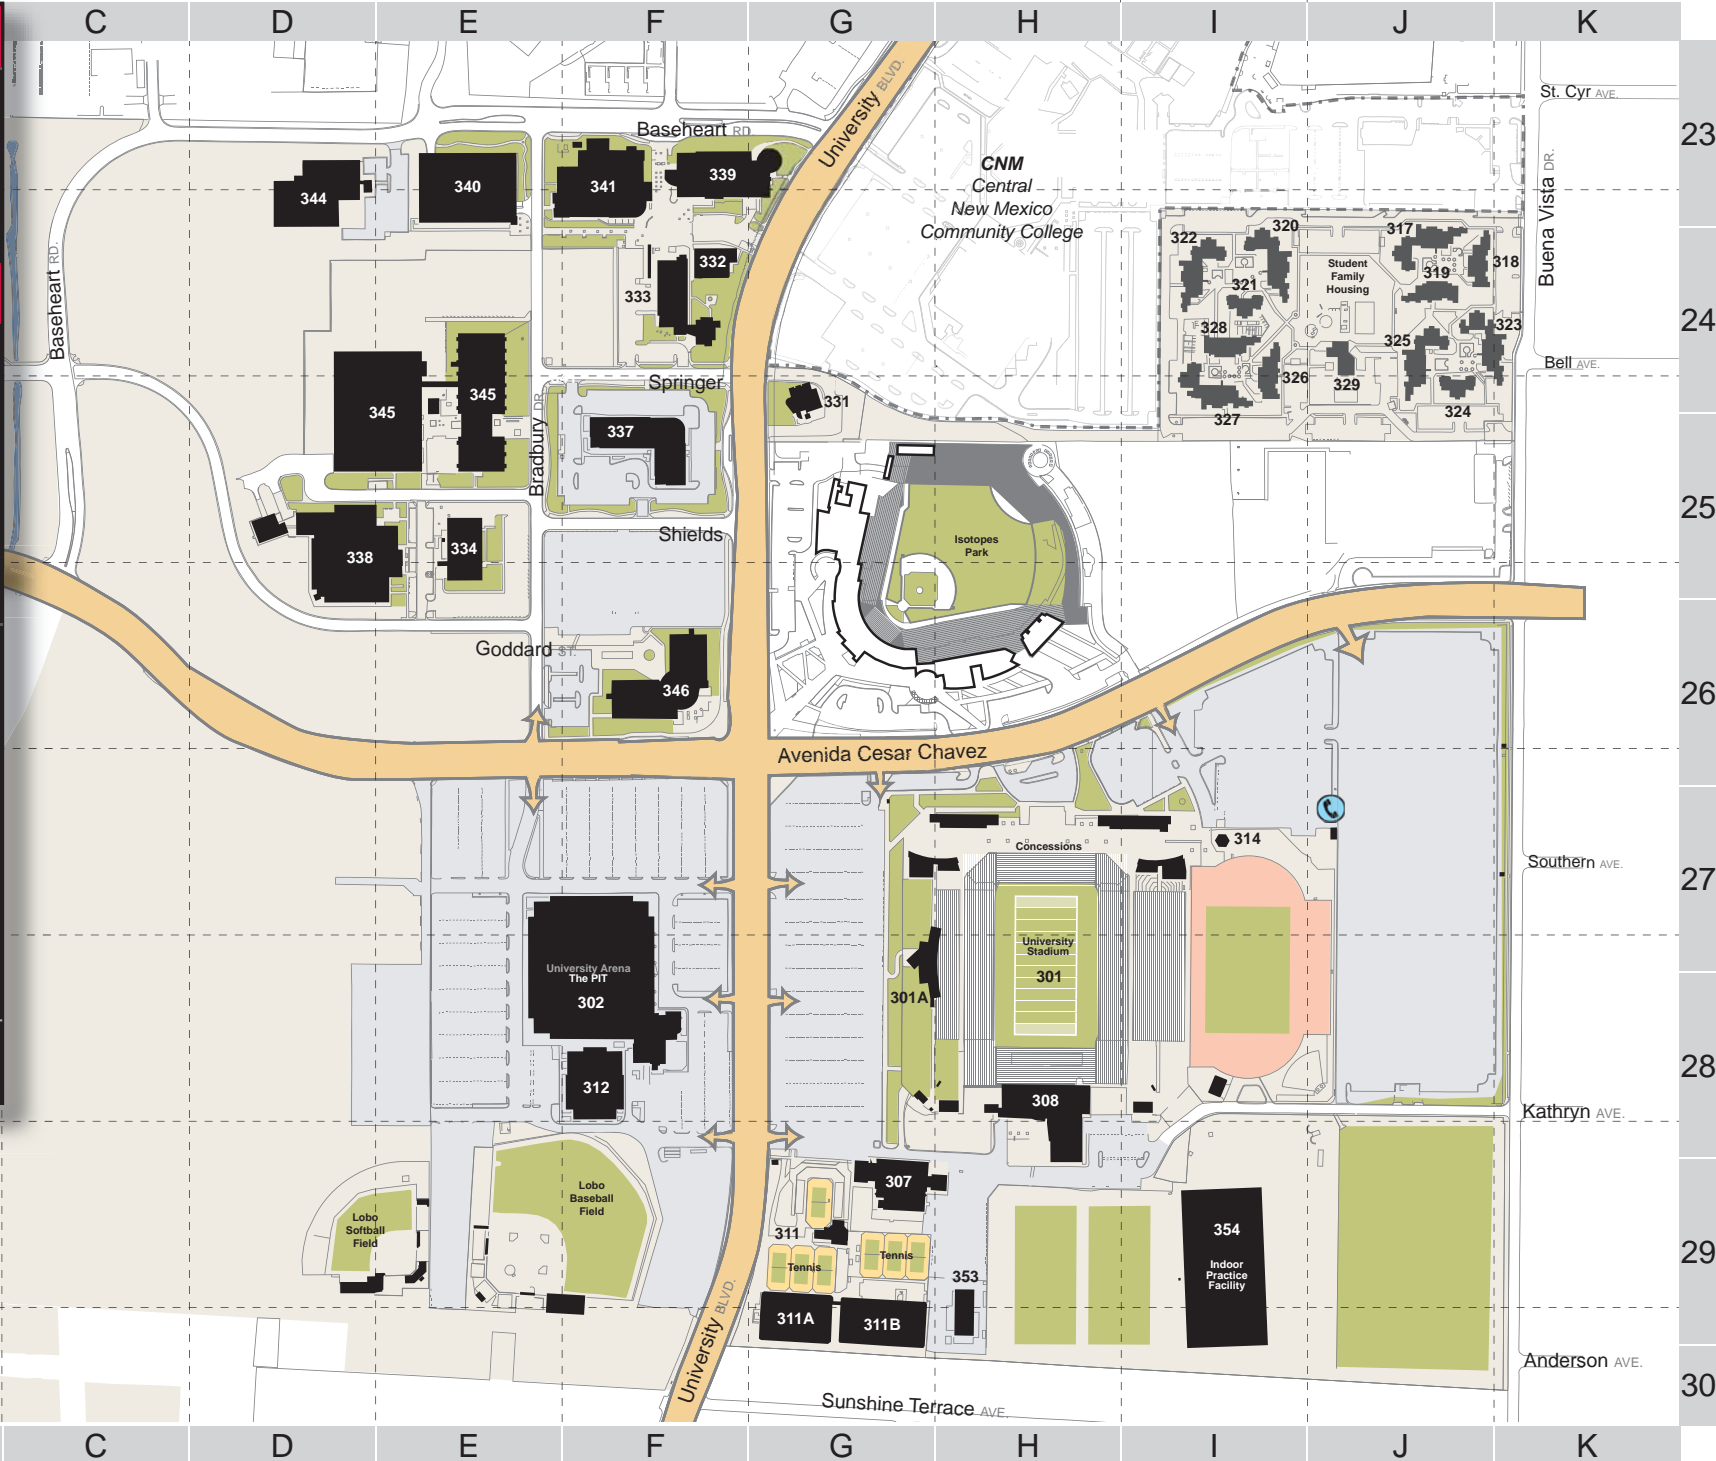 C D E F G H I J K
St. Cyr AVE.
23
Baseheart RD.
University BLVD.
CNM
Central
New Mexico
Community College
Buena Vista DR.
344
340
341
339
322
320
317
318
332
333
321
319
Student
Family
Housing
Baseheart RD.
24
328
325
323
Bell AVE.
Springer
345
345
331
326
329
327
324
337
Bradbury DR.
25
Shields
Isotopes
Park
338
334
Goddard ST.
346
26
Avenida Cesar Chavez
314
Concessions
Southern AVE.
27
University Arena
The PIT
302
University
Stadium
301
301A
28
312
308
Kathryn AVE.
307
Lobo
Baseball
Field
Lobo
Softball
Field
311
Tennis
Tennis
354
Indoor
Practice
Facility
29
353
311A
311B
University BLVD.
Anderson AVE.
30
Sunshine Terrace AVE.
C D E F G H I J K